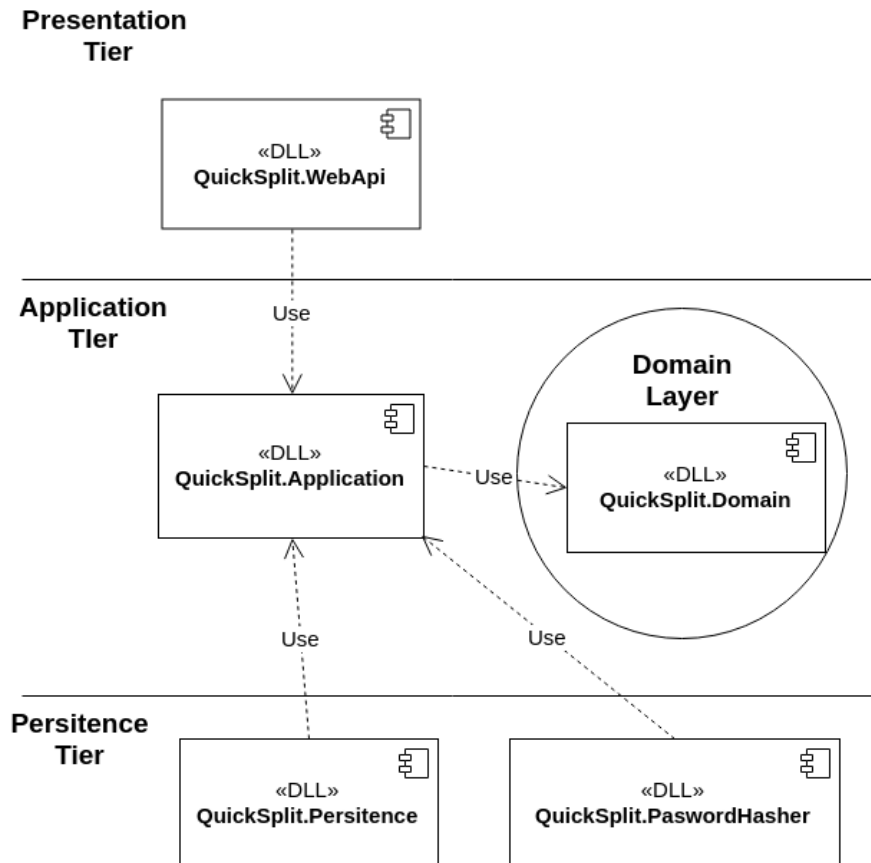 Presentation
Tier
«DLL»
QuickSplit.WebApi
Use
Application
TIer
Domain
Layer
«DLL»
QuickSplit.Application
Use
«DLL»
QuickSplit.Domain
Use
Use
Persitence
Tier
«DLL»
QuickSplit.Persitence
«DLL»
QuickSplit.PaswordHasher